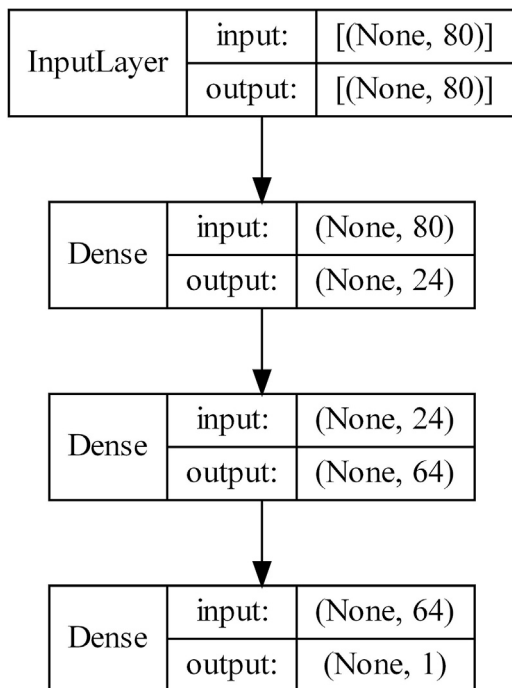 InputLayer input: [(None, 80)]
output: [(None, 80)]
Dense input: (None, 80)
output: (None, 24)
Dense input: (None, 24)
output: (None, 64)
Dense input: (None, 64)
output: (None, 1)